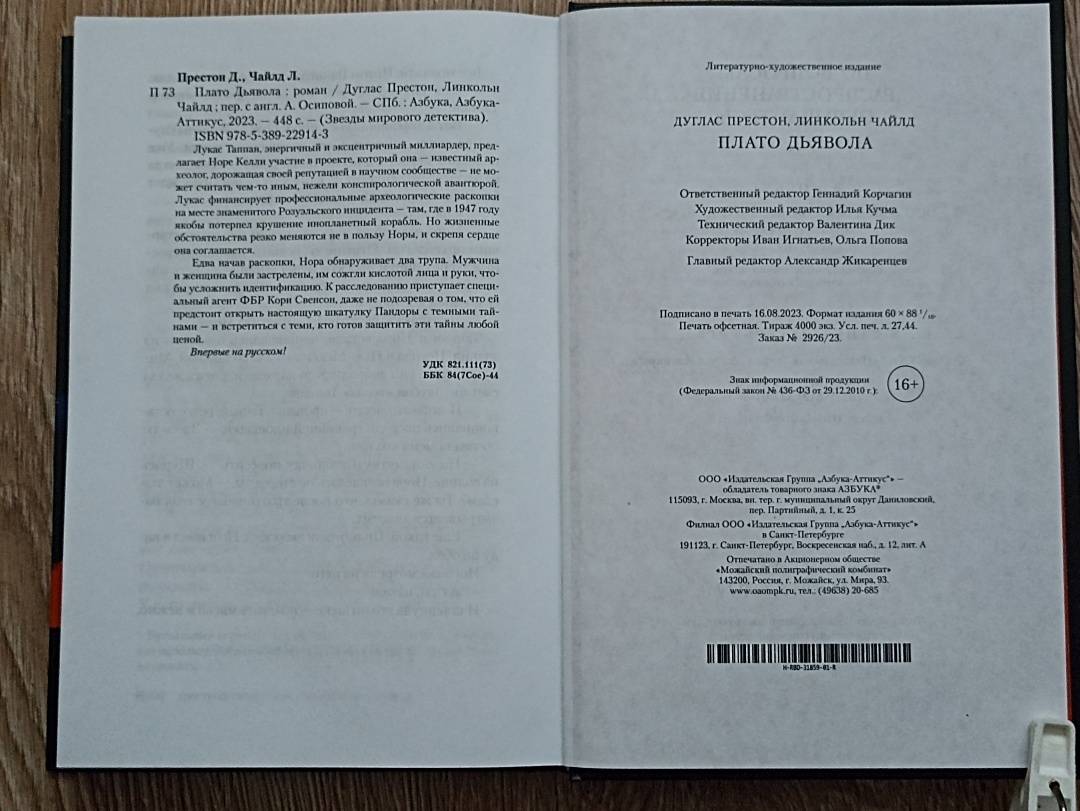 Престон Д., Чайлд Л.
П 73 Плато Дьявола : роман / Дуглас Престон, Линкольн
Чайлд ; пер. с англ. А. Осиповой. — СПб. : Азбука, Азбука-
Аттикус, 2023. — 448 с. — (Звезды мирового детектива).
ISBN 978-5-389-22914-3
Лукас Таппан, энергичный и эксцентричный миллиардер, пред-
лагает Норе Келли участие в проекте, который она — известный ар-
хеолог, дорожащая своей репутацией в научном сообществе — не мо-
жет считать чем-то иным, нежели конспирологической авантюрой.
Лукас финансирует профессиональные археологические раскопки
на месте знаменитого Розуэльского инцидента — там, где в 1947 году
якобы потерпел крушение инопланетный корабль. Но жизненные
обстоятельства резко меняются не в пользу Норы, и скрепя сердце
она соглашается.
Едва начав раскопки, Нора обнаруживает два трупа. Мужчина
и женщина были застрелены, им сожгли кислотой лица и руки, что-
бы усложнить идентификацию. К расследованию приступает специ-
альный агент ФБР Кори Свенсон, даже не подозревая о том, что ей
предстоит открыть настоящую шкатулку Пандоры с темными тай-
нами — и встретиться с теми, кто готов защитить эти тайны любой
ценой.
Впервые на русском!
УДК 821.111(73)
ББК 84(7Сое)-44
Литературно-художественное издание
ДУГЛАС ПРЕСТОН, ЛИНКОЛЬН ЧАЙЛД
ПЛАТО ДЬЯВОЛА
Ответственный редактор Геннадий Корчагин
Художественный редактор Илья Кучма
Технический редактор Валентина Дик
Корректоры Иван Игнатьев, Ольга Попова
Главный редактор Александр Жикаренцев
Подписано в печать 16.08.2023. Формат издания 60 × 88 1/16.
Печать офсетная. Тираж 4000 экз. Усл. печ. л. 27,44.
Заказ № 2926/23.
Знак информационной продукции
(Федеральный закон № 436-ФЗ от 29.12.2010 г.):
16+
ООО «Издательская Группа „Азбука-Аттикус“» —
обладатель товарного знака АЗБУКА®
115093, г. Москва, вн. тер. г. муниципальный округ Даниловский,
пер. Партийный, д. 1, к. 25
Филиал ООО «Издательская Группа „Азбука-Аттикус“»
в Санкт-Петербурге
191123, г. Санкт-Петербург, Воскресенская наб., д. 12, лит. А
Отпечатано в Акционерном обществе
«Можайский полиграфический комбинат»
143200, Россия, г. Можайск, ул. Мира, 93.
www.oaompk.ru, тел.: (49638) 20-685
H-RBD-31859-01-R